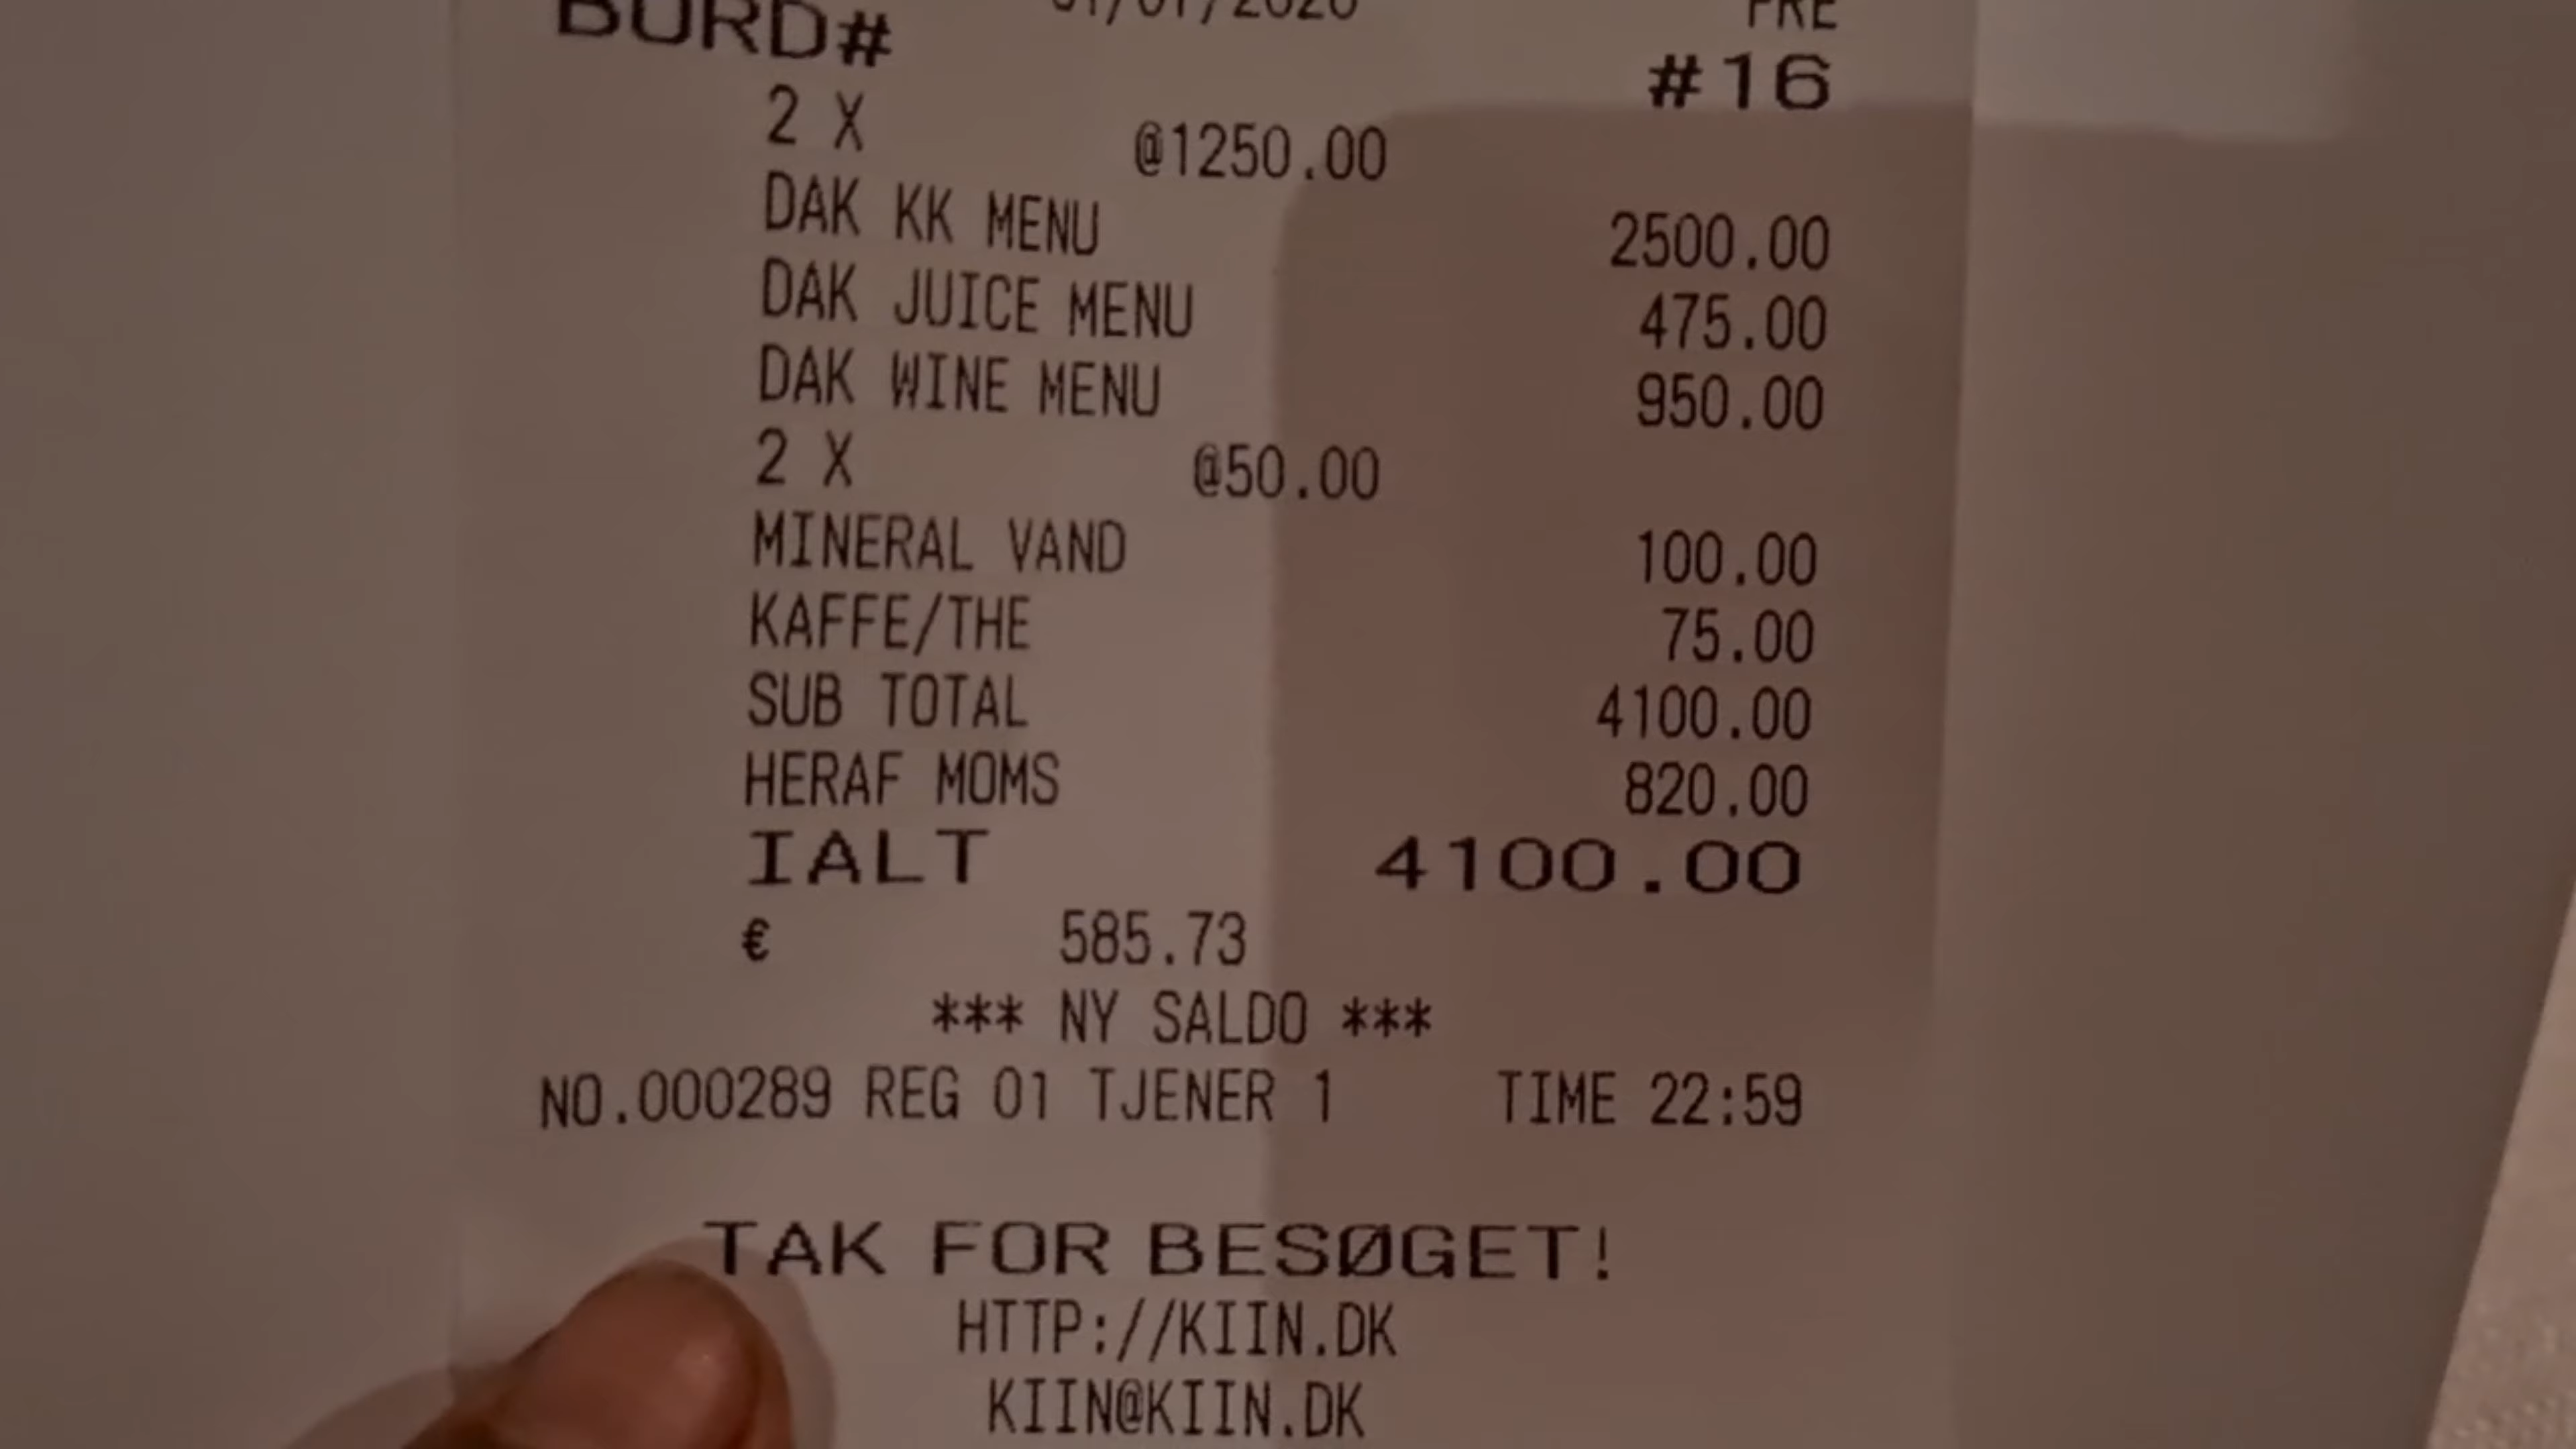 BORD# #16
2 X @1250.00
DAK KK MENU 2500.00
DAK JUICE MENU 475.00
DAK WINE MENU 950.00
2 X @50.00
MINERAL VAND 100.00
KAFFE/THE 75.00
SUB TOTAL 4100.00
HERAF MOMS 820.00
IALT 4100.00
€ 585.73
*** NY SALDO ***
NO.000289 REG 01 TJENER 1 TIME 22:59
TAK FOR BESØGET!
HTTP://KIIN.DK
KIIN@KIIN.DK